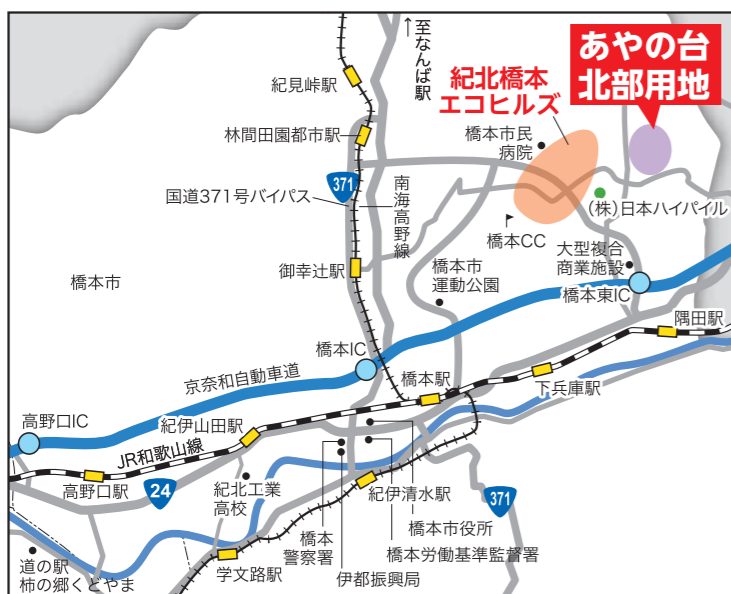 ↑至なんば駅
あやの台
北部用地
紀見峠駅
紀北橋本
エコヒルズ
林間田園都市駅
橋本市民
病院
371
国道371号バイパス
南海高野線
(株)日本ハイパイル
橋本CC
大型複合
商業施設
橋本市
御幸辻駅
橋本市
運動公園
橋本東IC
隅田駅
橋本IC
京奈和自動車道
橋本駅
下兵庫駅
高野口IC
紀伊山田駅
JR和歌山線
高野口駅
24
紀北工業
高校
紀伊清水駅
371
橋本市役所
橋本
警察署
橋本労働基準監督署
道の駅
柿の郷くどやま
学文路駅
伊都振興局